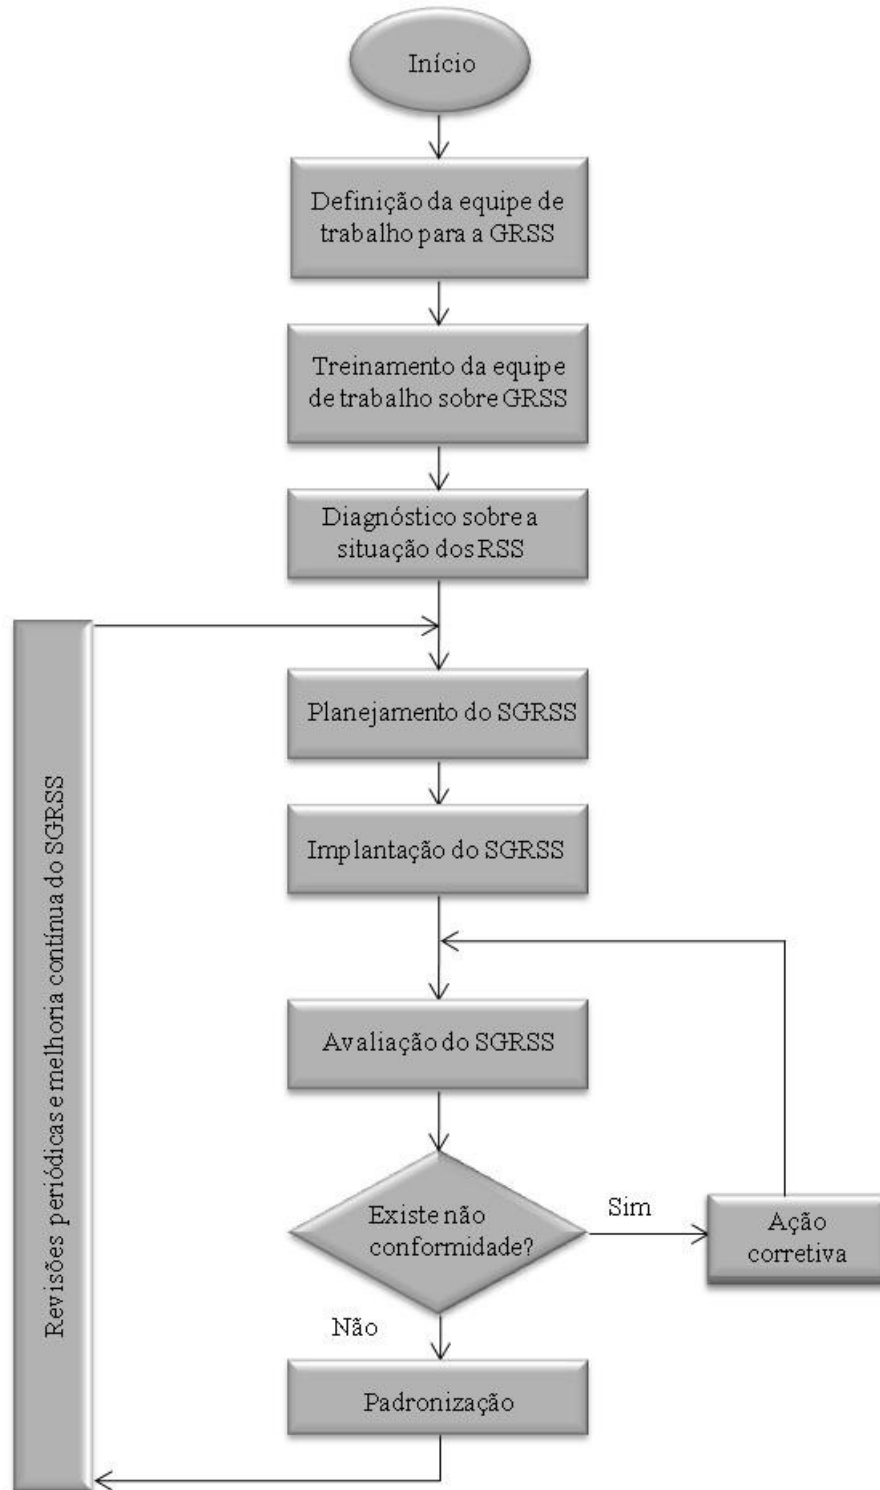 Início
Definição da equipe de
trabalho para a GRSS
Treinamento da equipe
de trabalho sobre GRSS
Diagnóstico sobre a
situação dos RSS
Planejamento do SGRSS
Implantação do SGRSS
Avaliação do SGRSS
Existe não
conformidade?
Sim
Ação
corretiva
Não
Padronização
Revisões periódicas e melhoria contínua do SGRSS